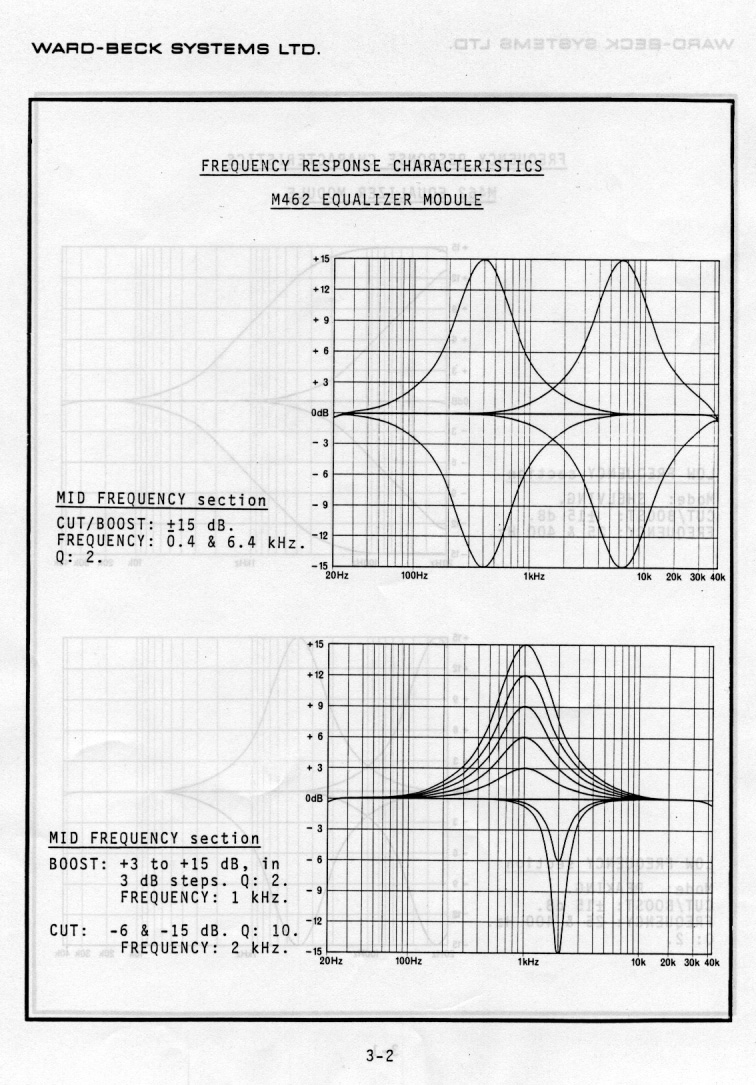 WARD-BECK SYSTEMS LTD.
FREQUENCY RESPONSE CHARACTERISTICS
M462 EQUALIZER MODULE
+15
+12
+ 9
+ 6
+ 3
0dB
- 3
- 6
- 9
-12
-15
20Hz 100Hz 1kHz 10k 20k 30k 40k
MID FREQUENCY section
CUT/BOOST: ±15 dB.
FREQUENCY: 0.4 & 6.4 kHz.
Q: 2.
+15
+12
+ 9
+ 6
+ 3
0dB
- 3
- 6
- 9
-12
-15
20Hz 100Hz 1kHz 10k 20k 30k 40k
MID FREQUENCY section
BOOST: +3 to +15 dB, in
3 dB steps. Q: 2.
FREQUENCY: 1 kHz.
CUT: -6 & -15 dB. Q: 10.
FREQUENCY: 2 kHz.
3-2